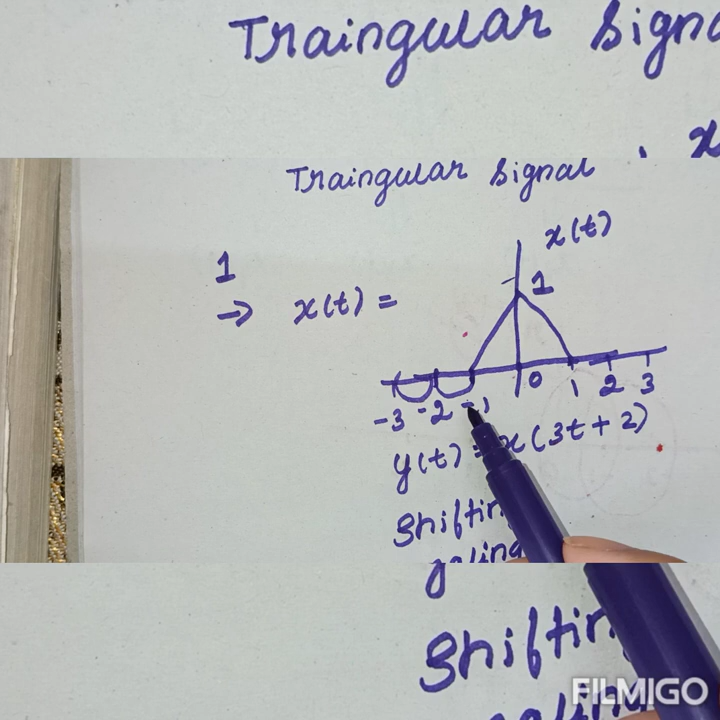 Traingular Signa
x
Traingular Signal
x(t)
1
1
→ x(t) =
-3 -2 -1 0 1 2 3
y(t) = x(3t+2)
Shiftin
Shiftin
FILMIGO